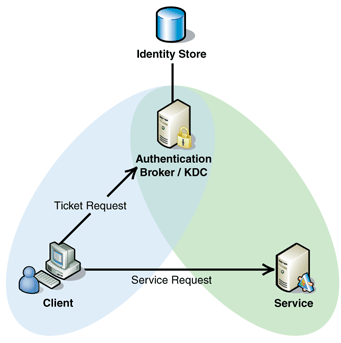 Identity Store
Authentication
Broker / KDC
Ticket Request
Service Request
Client
Service